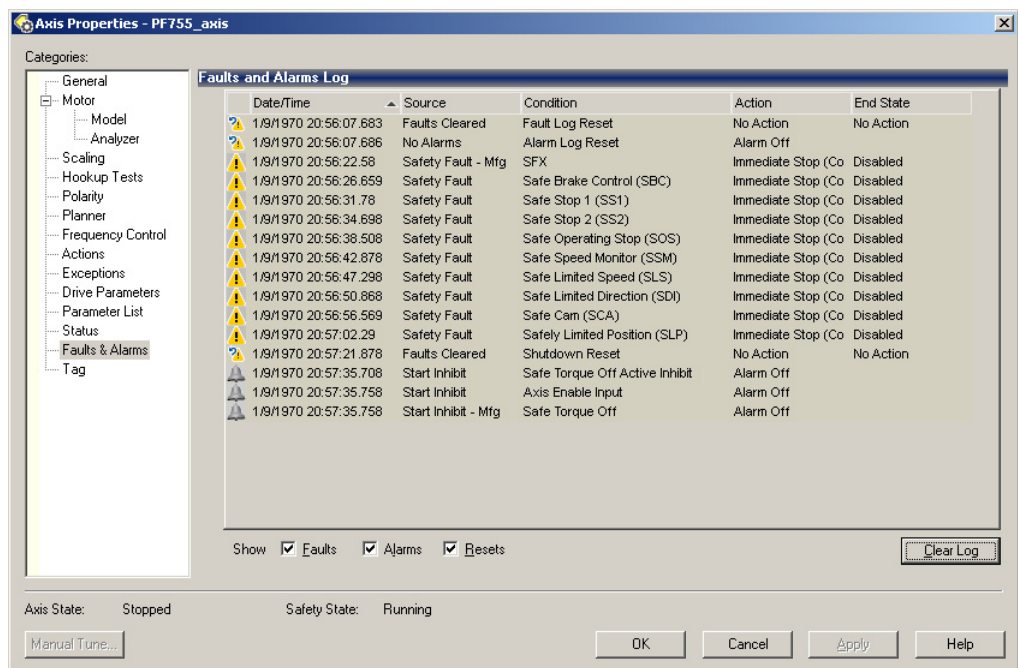 Axis Properties - PF755_axis
Categories:
General
Motor
Model
Analyzer
Scaling
Hookup Tests
Polarity
Planner
Frequency Control
Actions
Exceptions
Drive Parameters
Parameter List
Status
Faults & Alarms
Tag
Faults and Alarms Log
Date/Time Source Condition Action End State
1/9/1970 20:56:07.683 Faults Cleared Fault Log Reset No Action No Action
1/9/1970 20:56:07.686 No Alarms Alarm Log Reset Alarm Off
1/9/1970 20:56:22.58 Safety Fault - Mfg SFX Immediate Stop (Co Disabled
1/9/1970 20:56:26.659 Safety Fault Safe Brake Control (SBC) Immediate Stop (Co Disabled
1/9/1970 20:56:31.78 Safety Fault Safe Stop 1 (SS1) Immediate Stop (Co Disabled
1/9/1970 20:56:34.698 Safety Fault Safe Stop 2 (SS2) Immediate Stop (Co Disabled
1/9/1970 20:56:38.508 Safety Fault Safe Operating Stop (SOS) Immediate Stop (Co Disabled
1/9/1970 20:56:42.878 Safety Fault Safe Speed Monitor (SSM) Immediate Stop (Co Disabled
1/9/1970 20:56:47.298 Safety Fault Safe Limited Speed (SLS) Immediate Stop (Co Disabled
1/9/1970 20:56:50.868 Safety Fault Safe Limited Direction (SDI) Immediate Stop (Co Disabled
1/9/1970 20:56:56.569 Safety Fault Safe Cam (SCA) Immediate Stop (Co Disabled
1/9/1970 20:57:02.29 Safety Fault Safely Limited Position (SLP) Immediate Stop (Co Disabled
1/9/1970 20:57:21.878 Faults Cleared Shutdown Reset No Action No Action
1/9/1970 20:57:35.708 Start Inhibit Safe Torque Off Active Inhibit Alarm Off
1/9/1970 20:57:35.758 Start Inhibit Axis Enable Input Alarm Off
1/9/1970 20:57:35.758 Start Inhibit - Mfg Safe Torque Off Alarm Off
Show Faults Alarms Resets Clear Log
Axis State: Stopped Safety State: Running
Manual Tune... OK Cancel Apply Help